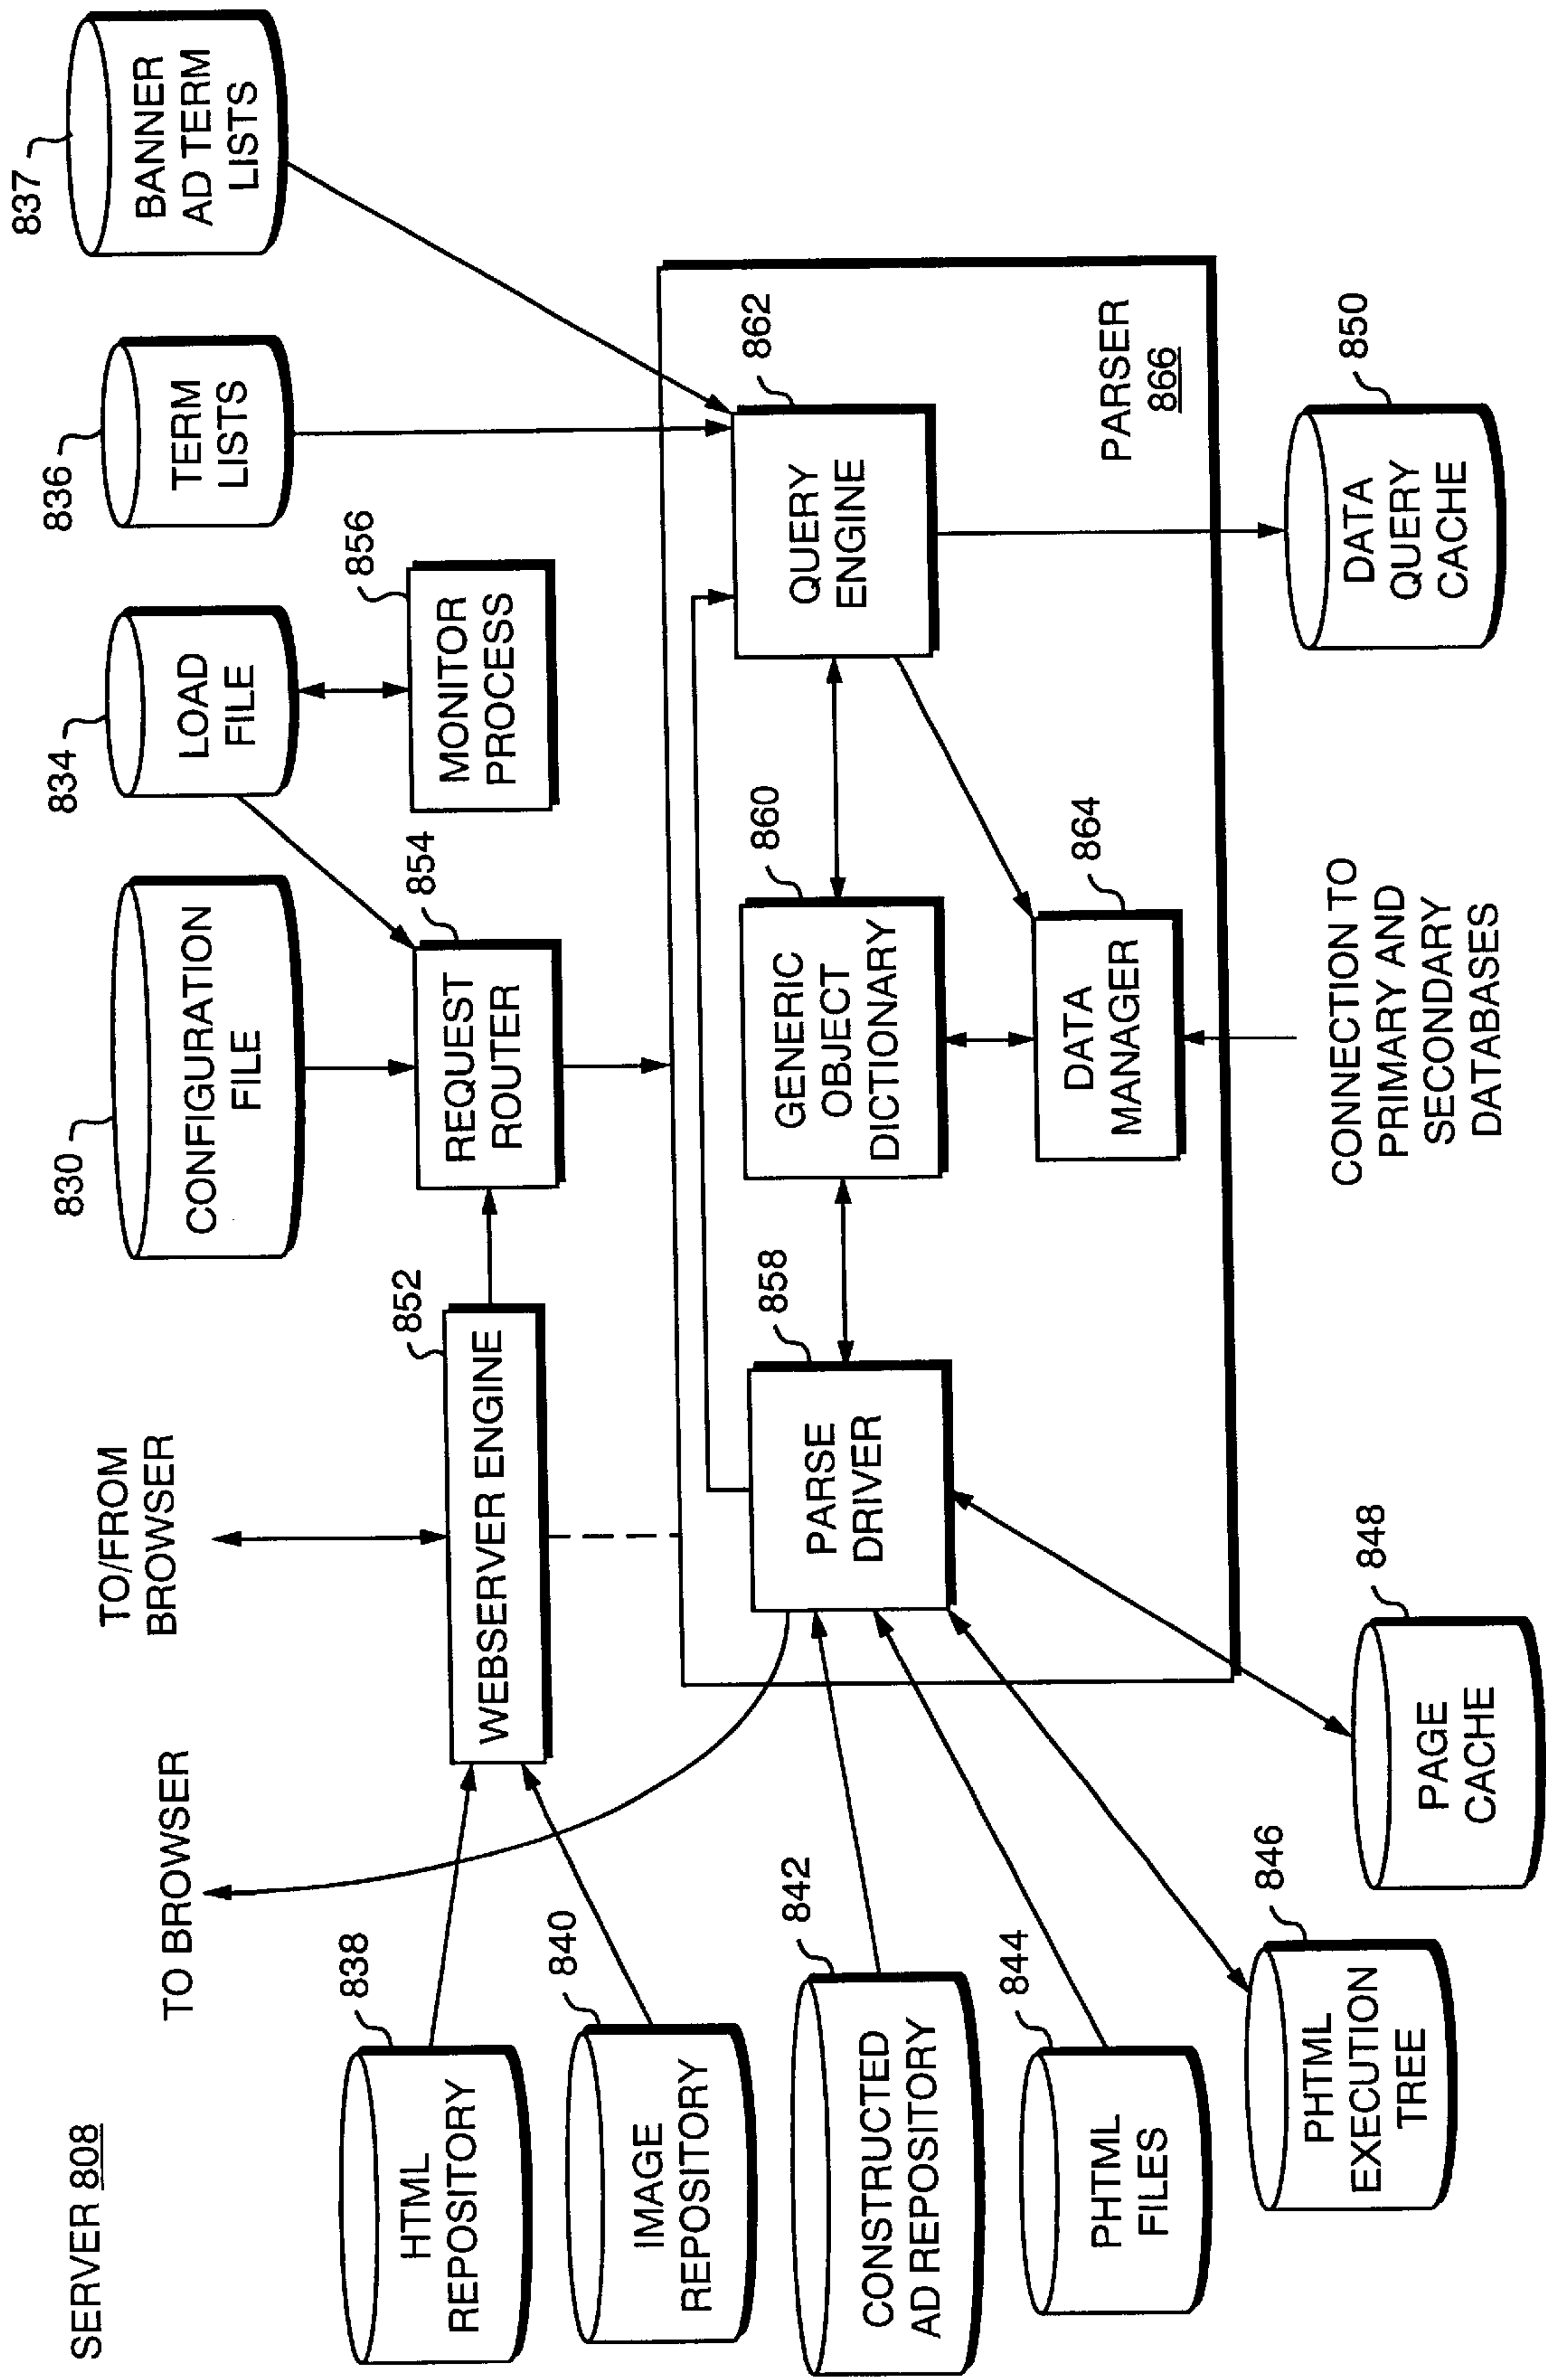 SERVER 808
TO BROWSER
TO/FROM
BROWSER
830
CONFIGURATION
FILE
834
LOAD
FILE
836
TERM
LISTS
837
BANNER
AD TERM
LISTS
838
HTML
REPOSITORY
852
WEBSERVER ENGINE
854
REQUEST
ROUTER
856
MONITOR
PROCESS
840
IMAGE
REPOSITORY
842
CONSTRUCTED
AD REPOSITORY
858
PARSE
DRIVER
860
GENERIC
OBJECT
DICTIONARY
862
QUERY
ENGINE
844
PHTML
FILES
864
DATA
MANAGER
PARSER
866
846
PHTML
EXECUTION
TREE
848
PAGE
CACHE
CONNECTION TO
PRIMARY AND
SECONDARY
DATABASES
850
DATA
QUERY
CACHE